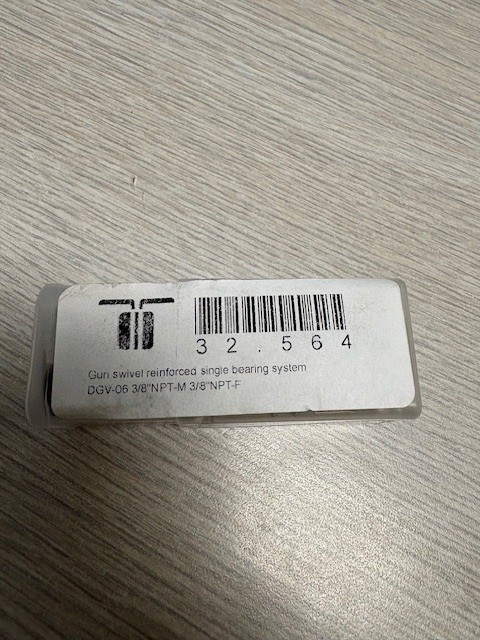 32.564
Gun swivel reinforced single bearing system
DGV-06 3/8"NPT-M 3/8"NPT-F